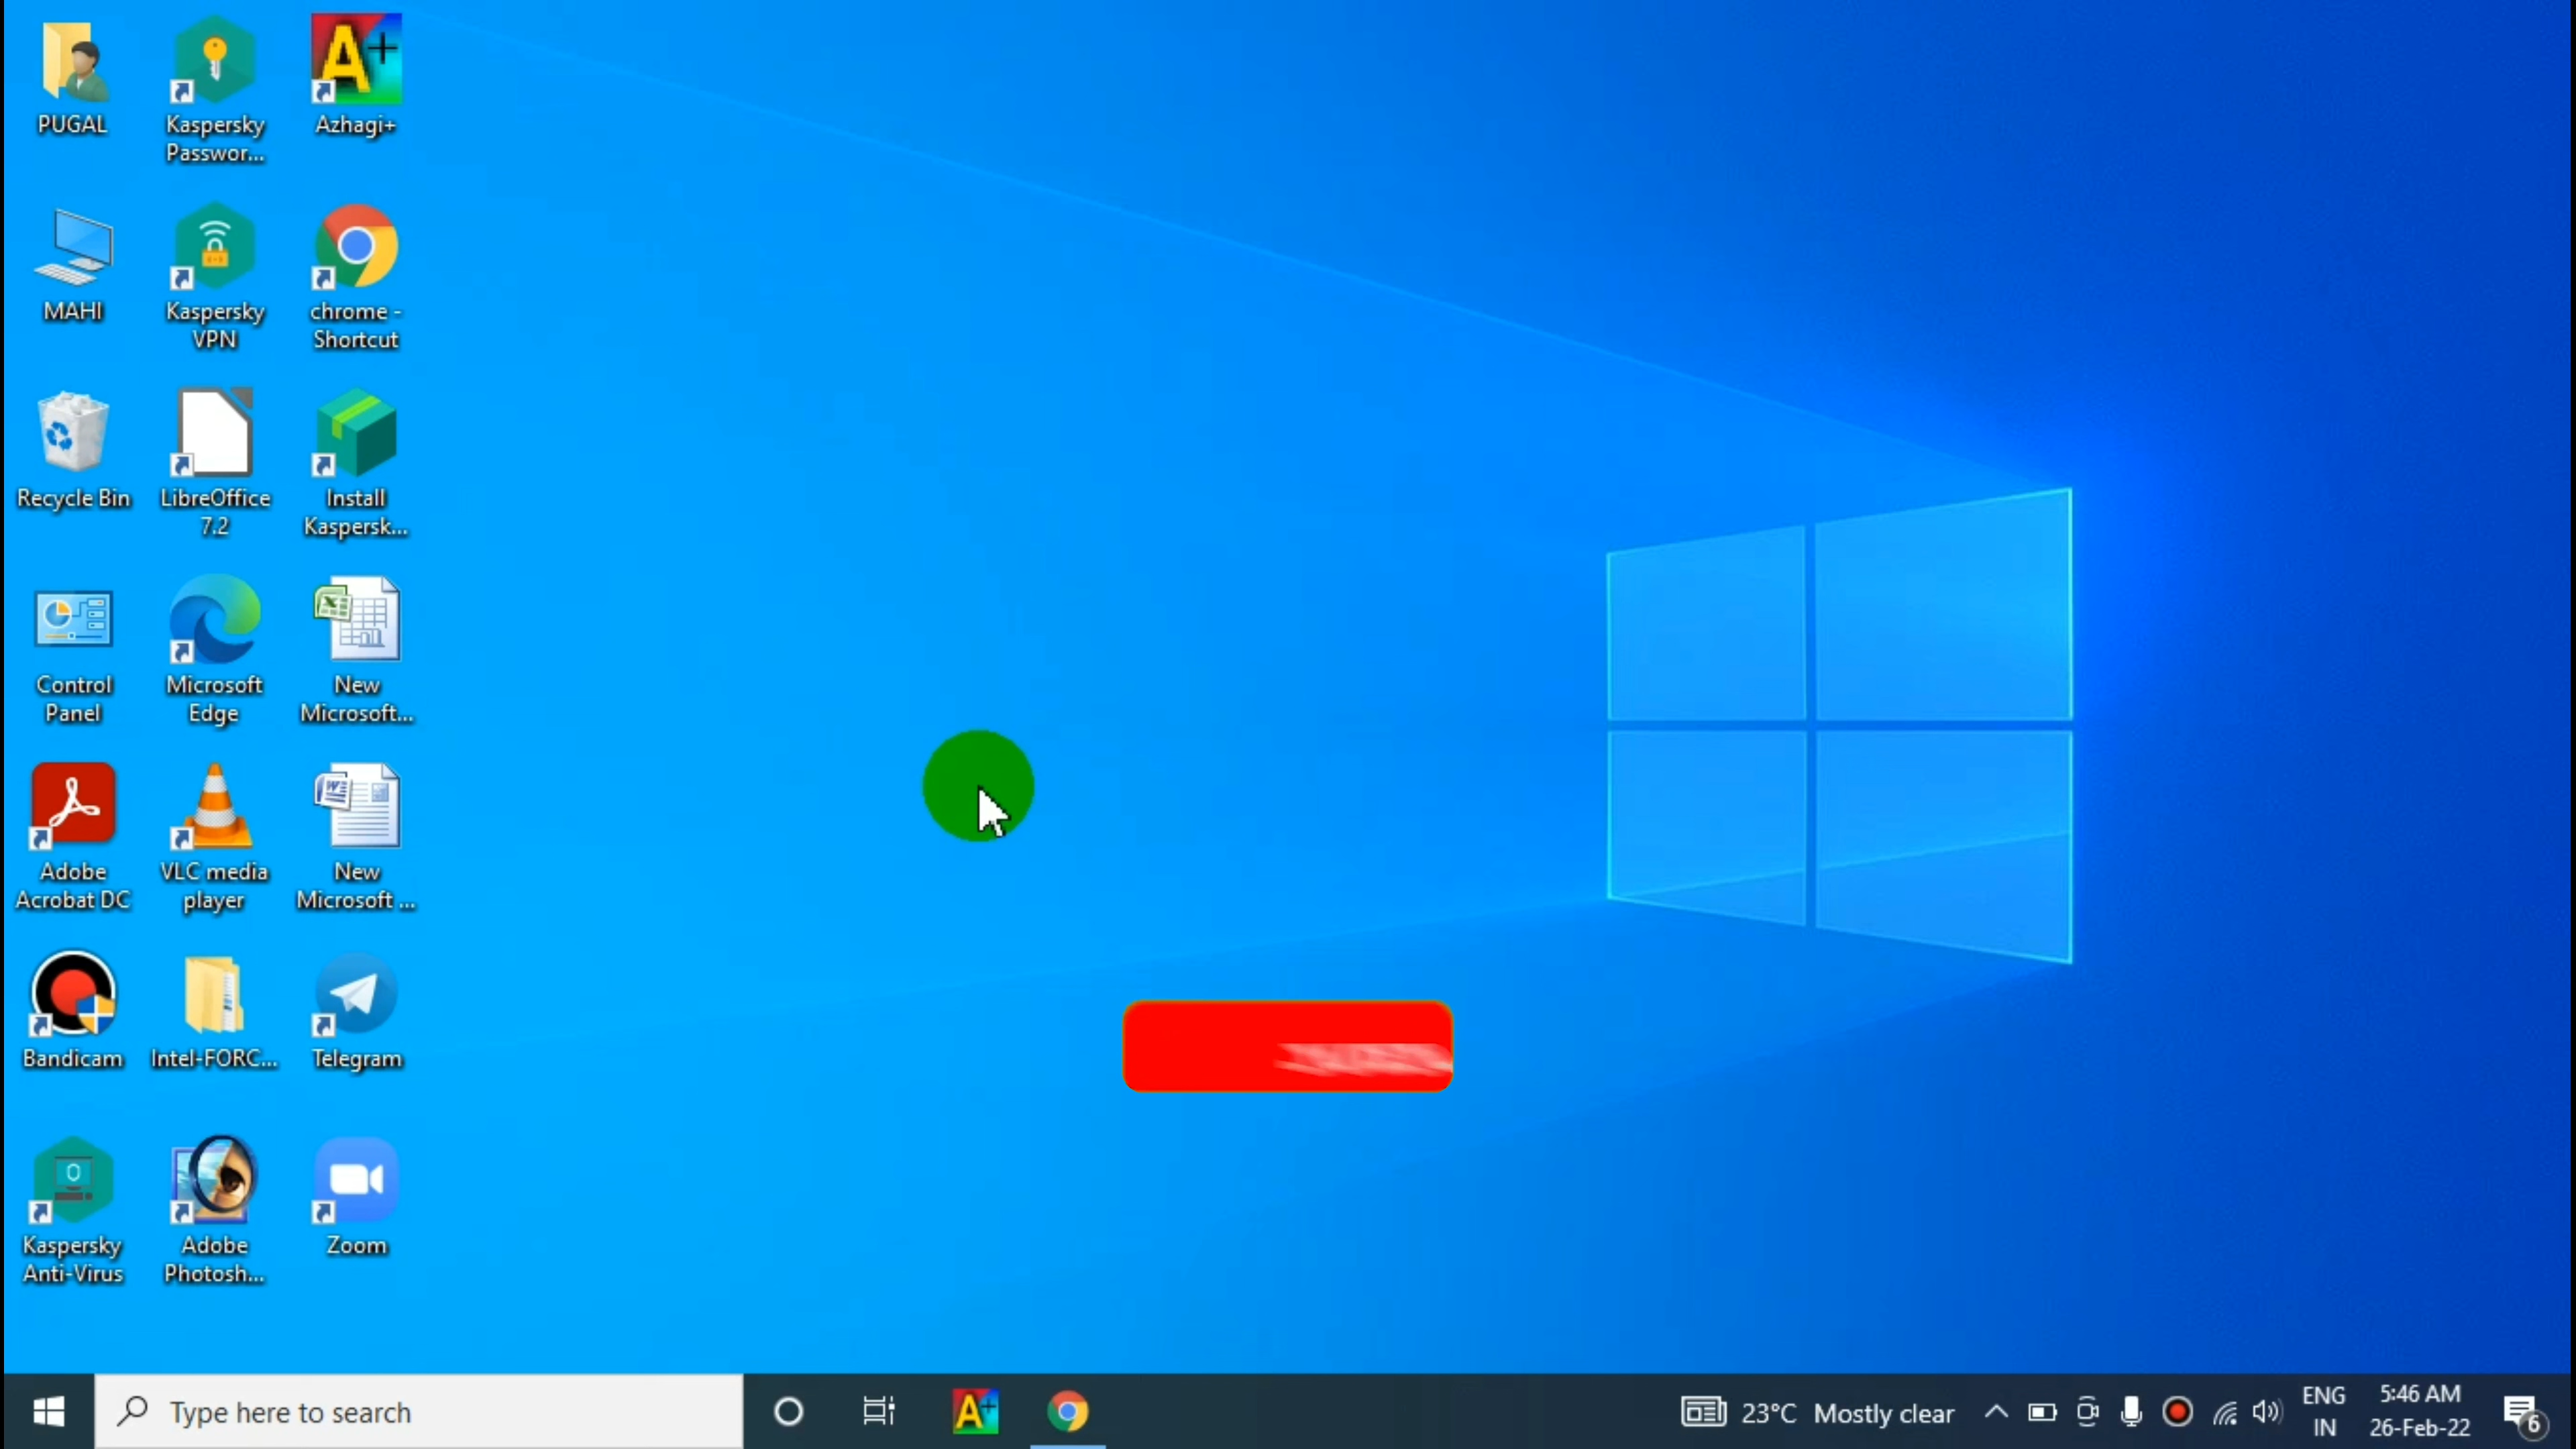 PUGAL
Kaspersky
Passwor...
Azhagi+
MAHI
Kaspersky
VPN
chrome -
Shortcut
Recycle Bin
LibreOffice
7.2
Install
Kaspersk...
Control
Panel
Microsoft
Edge
New
Microsoft...
Adobe
Acrobat DC
VLC media
player
New
Microsoft ...
Bandicam
Intel-FORC...
Telegram
Kaspersky
Anti-Virus
Adobe
Photosh...
Zoom
Type here to search
23°C Mostly clear
ENG
IN
5:46 AM
26-Feb-22
6